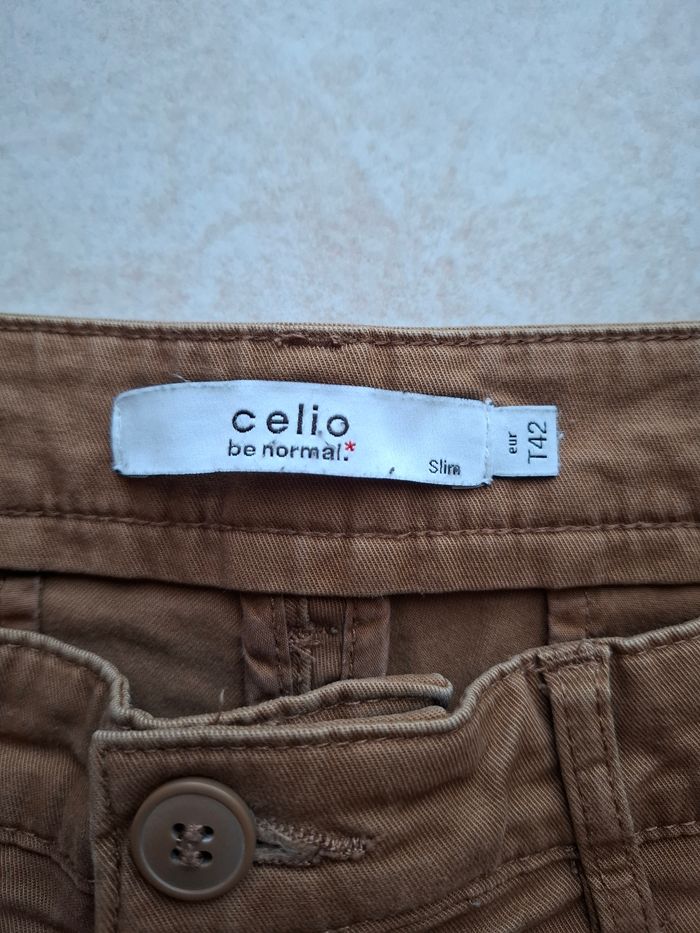 celio
be normal.*
Slim
eur
T42